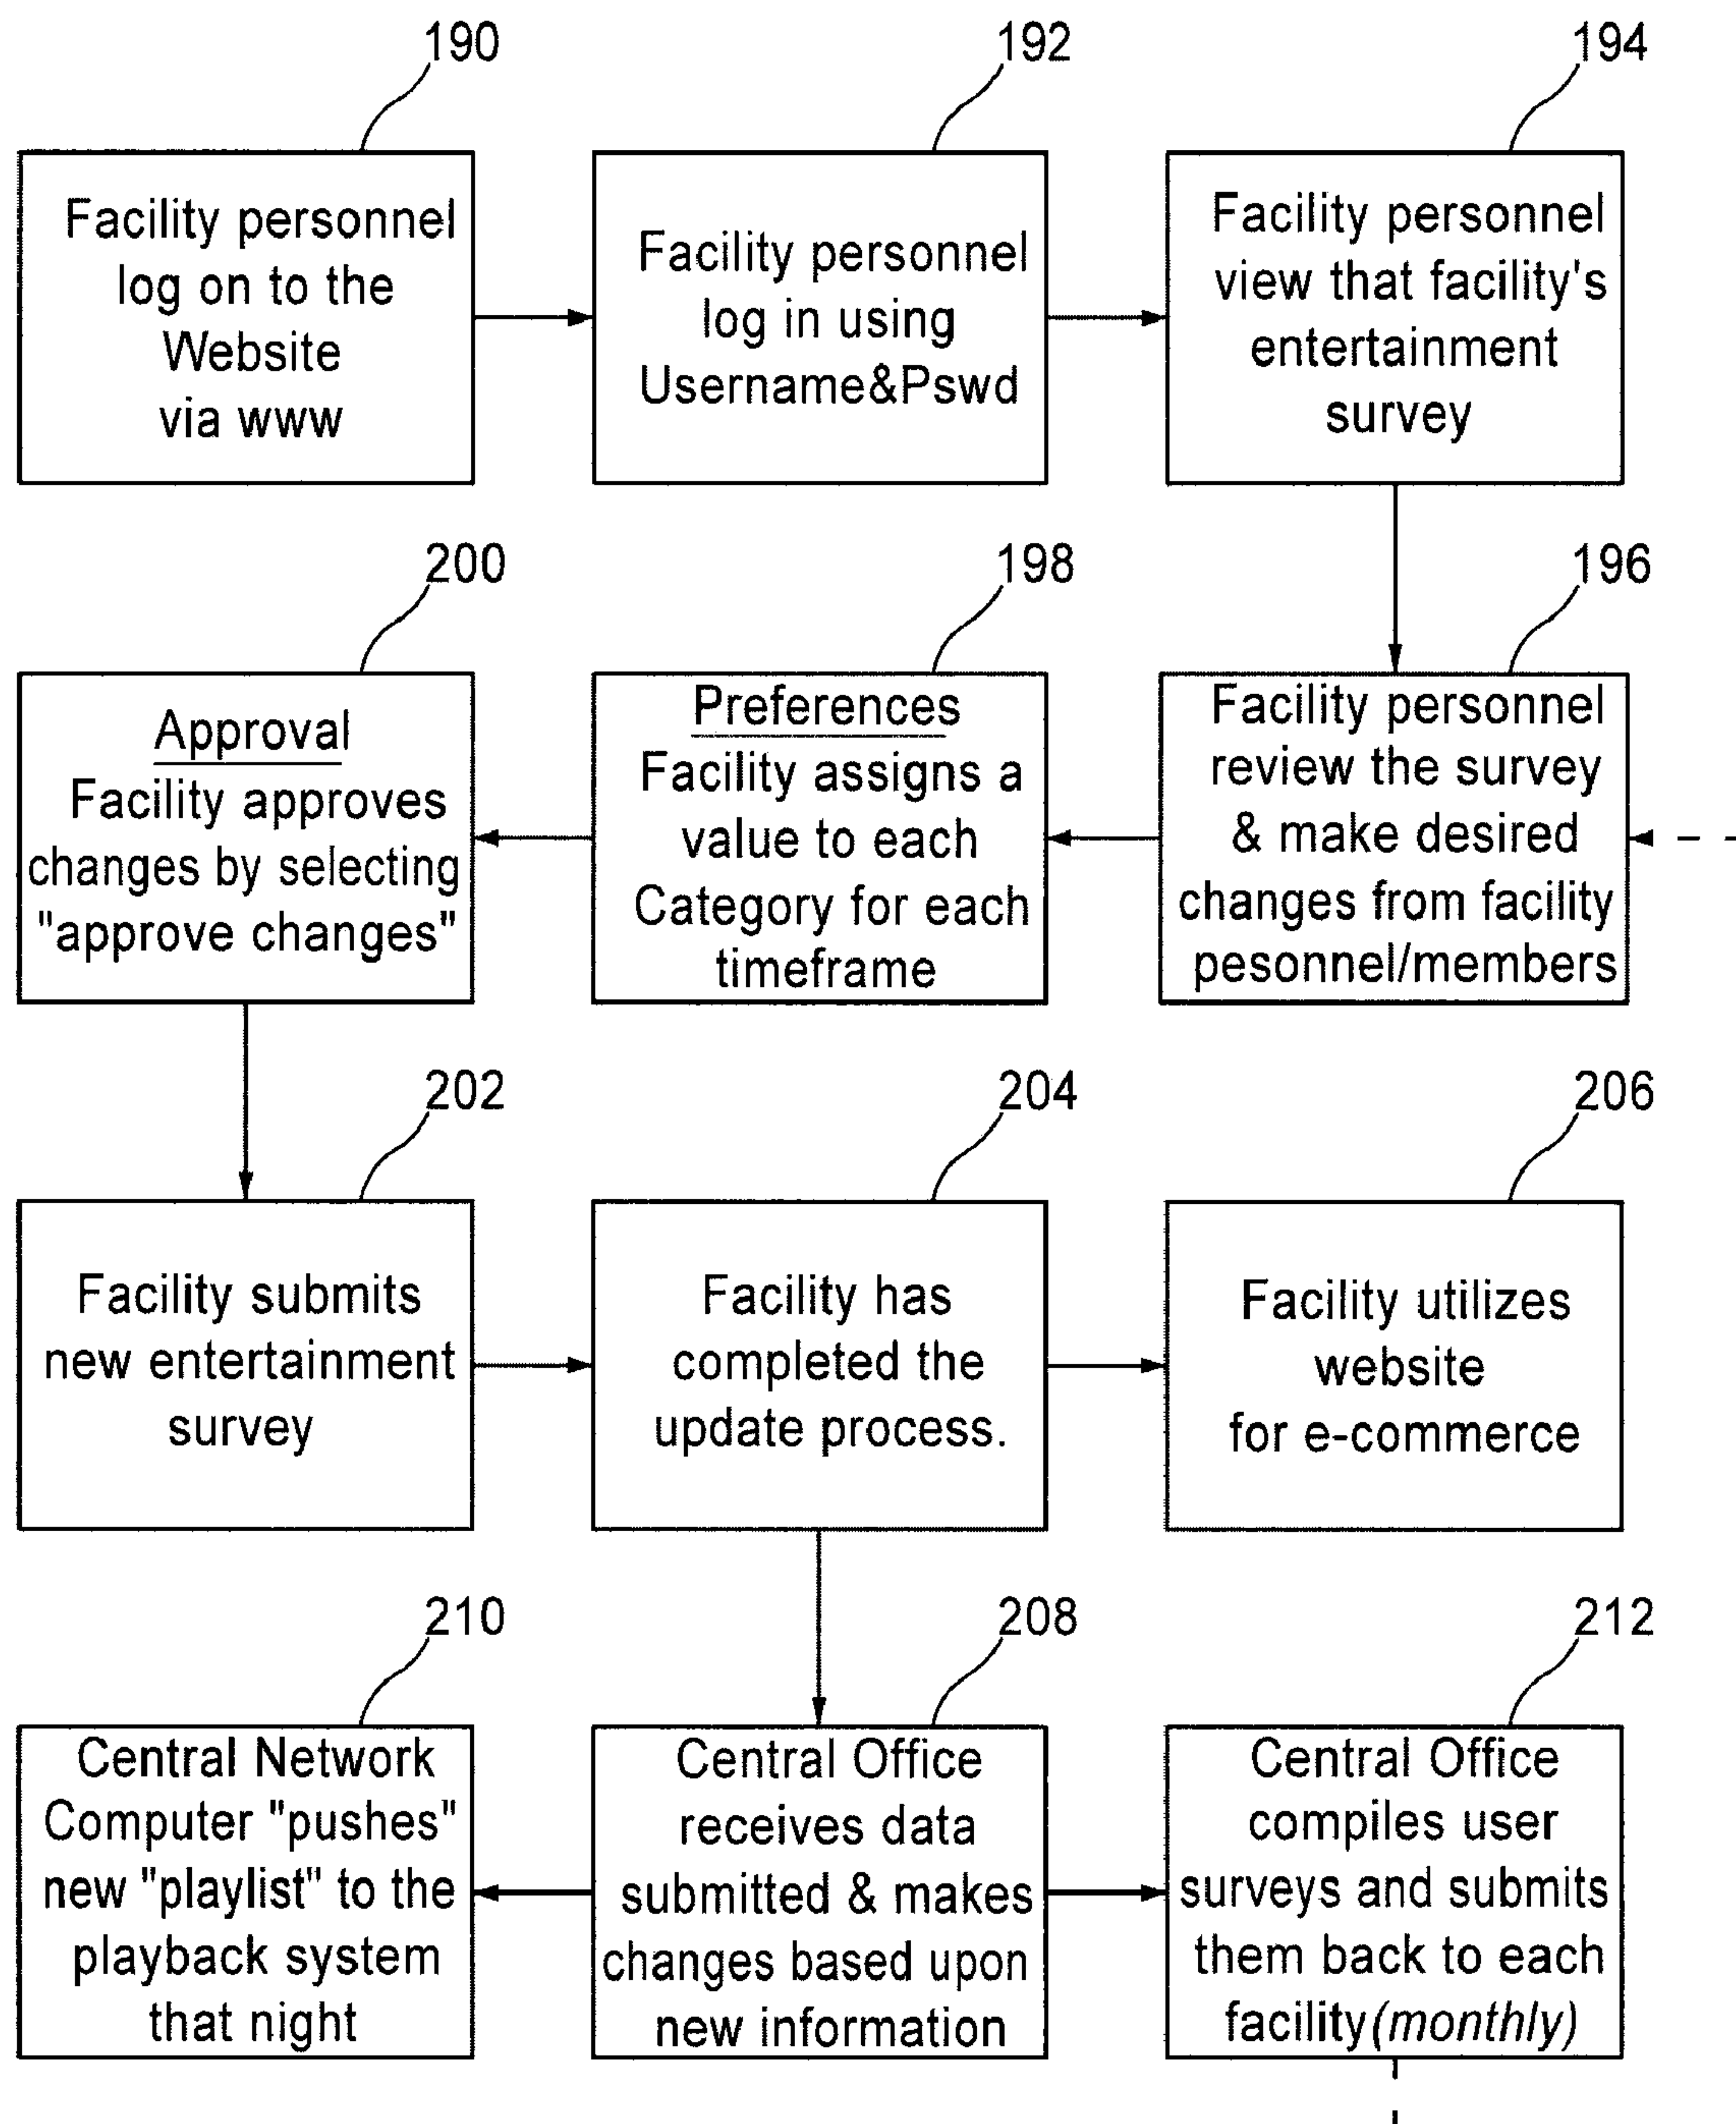 190
Facility personnel
log on to the
Website
via www
192
Facility personnel
log in using
Username&Pswd
194
Facility personnel
view that facility's
entertainment
survey
200
Approval
Facility approves
changes by selecting
"approve changes"
198
Preferences
Facility assigns a
value to each
Category for each
timeframe
196
Facility personnel
review the survey
& make desired
changes from facility
pesonnel/members
202
Facility submits
new entertainment
survey
204
Facility has
completed the
update process.
206
Facility utilizes
website
for e-commerce
210
Central Network
Computer "pushes"
new "playlist" to the
playback system
that night
208
Central Office
receives data
submitted & makes
changes based upon
new information
212
Central Office
compiles user
surveys and submits
them back to each
facility(monthly)